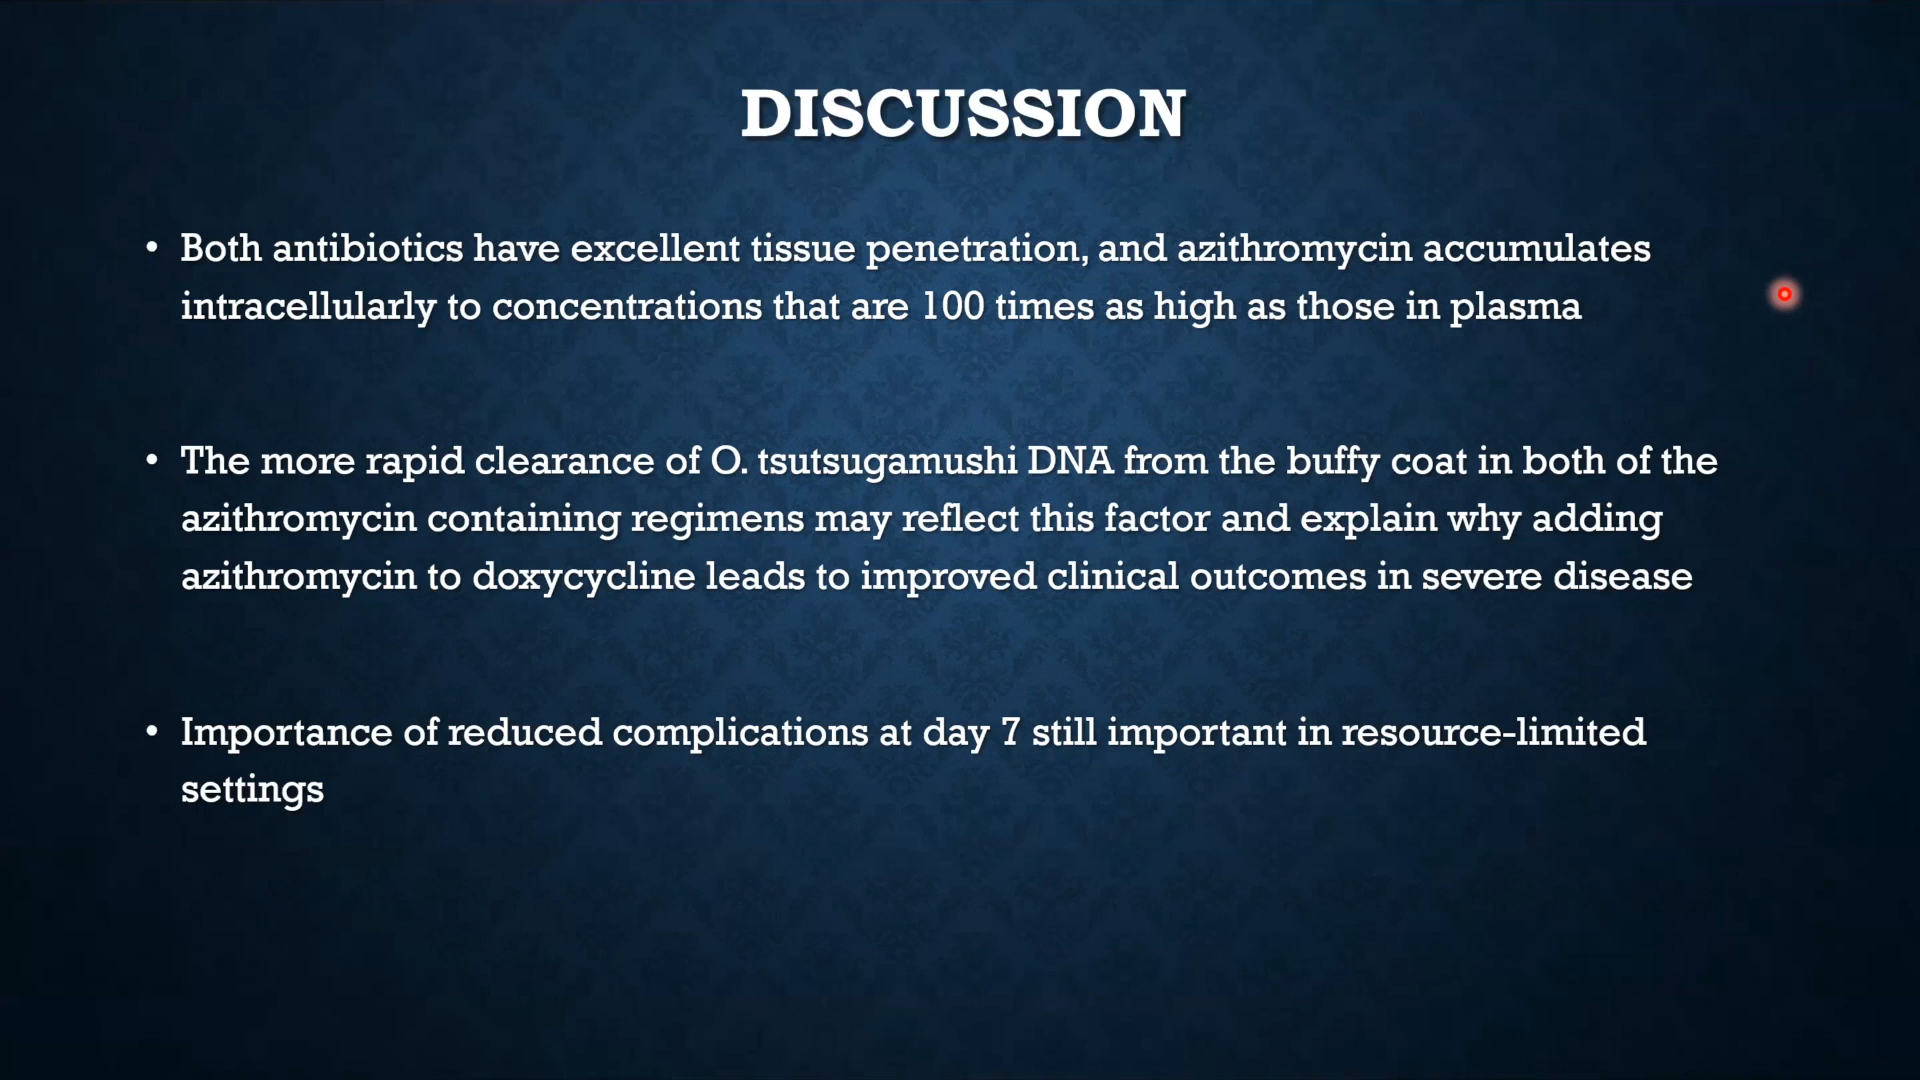 DISCUSSION
• Both antibiotics have excellent tissue penetration, and azithromycin accumulates
intracellularly to concentrations that are 100 times as high as those in plasma
• The more rapid clearance of O. tsutsugamushi DNA from the buffy coat in both of the
azithromycin containing regimens may reflect this factor and explain why adding
azithromycin to doxycycline leads to improved clinical outcomes in severe disease
• Importance of reduced complications at day 7 still important in resource-limited
settings